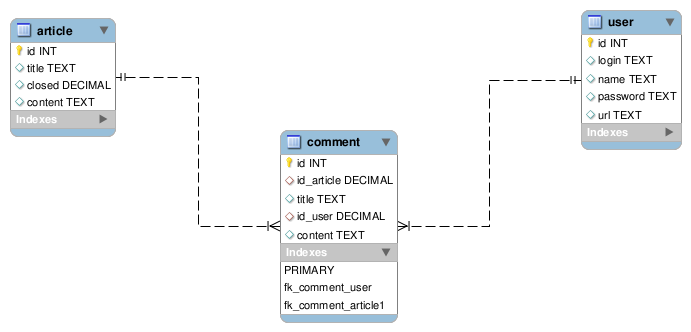 article
id INT
title TEXT
closed DECIMAL
content TEXT
Indexes
user
id INT
login TEXT
name TEXT
password TEXT
url TEXT
Indexes
comment
id INT
id_article DECIMAL
title TEXT
id_user DECIMAL
content TEXT
Indexes
PRIMARY
fk_comment_user
fk_comment_article1